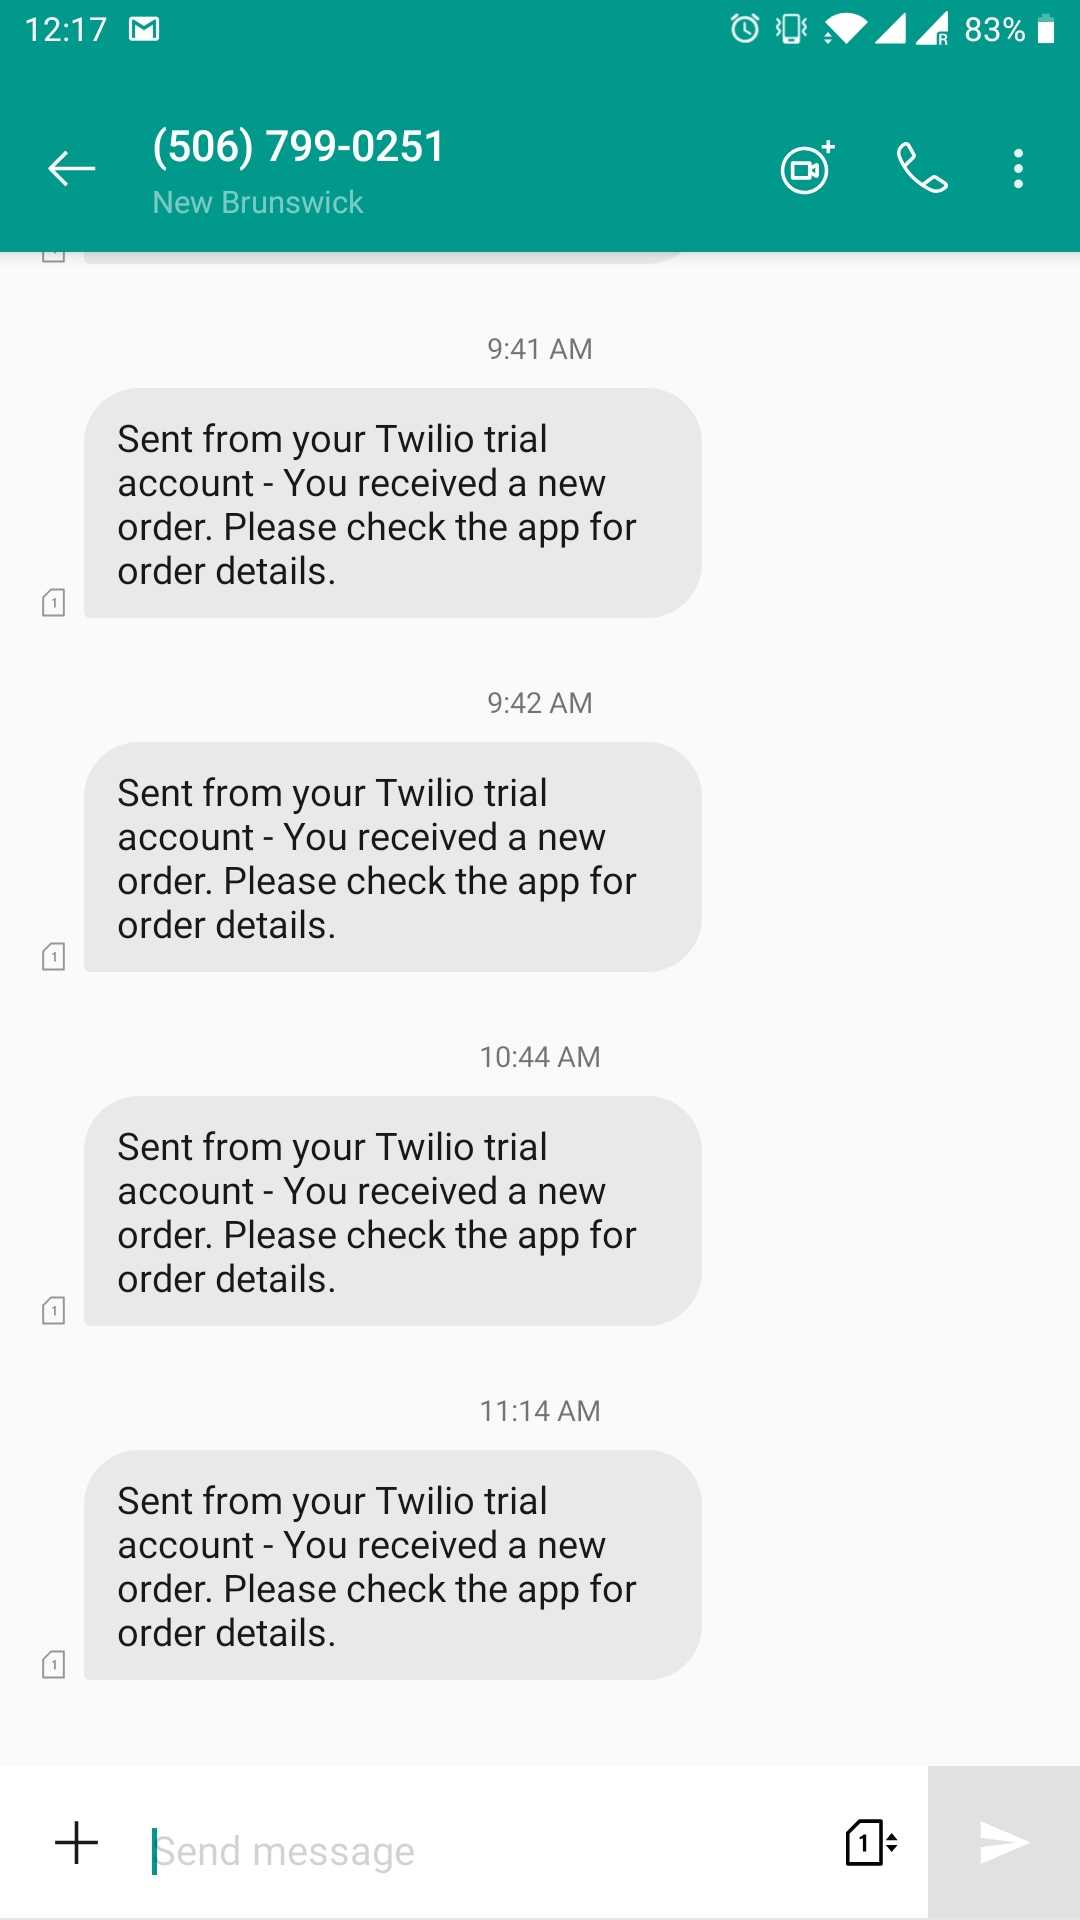 12:17
83%
R
(506) 799-0251
New Brunswick
9:41 AM
Sent from your Twilio trial
account - You received a new
order. Please check the app for
order details.
1
9:42 AM
Sent from your Twilio trial
account - You received a new
order. Please check the app for
order details.
1
10:44 AM
Sent from your Twilio trial
account - You received a new
order. Please check the app for
order details.
1
11:14 AM
Sent from your Twilio trial
account - You received a new
order. Please check the app for
order details.
1
Send message
1